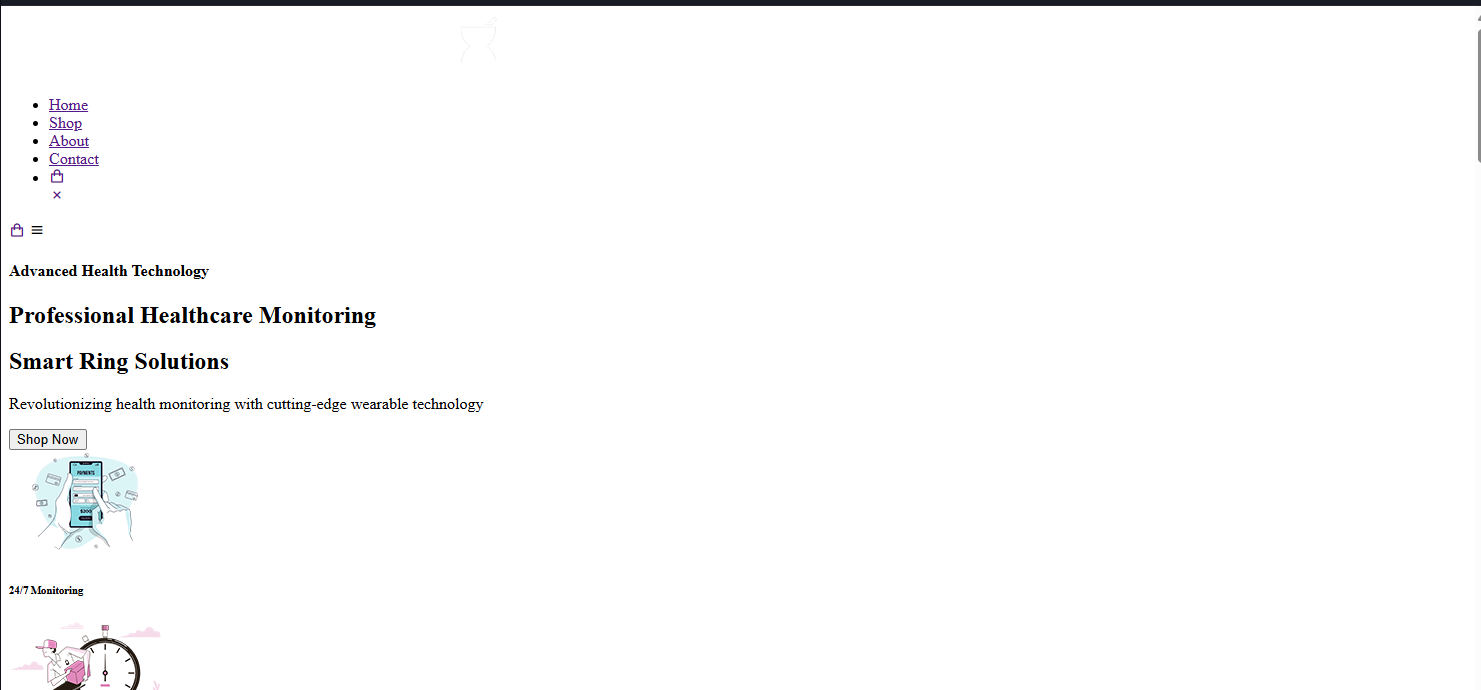 Home
Shop
About
Contact
Advanced Health Technology
Professional Healthcare Monitoring
Smart Ring Solutions
Revolutionizing health monitoring with cutting-edge wearable technology
Shop Now
PAYMENTS
$200
24/7 Monitoring